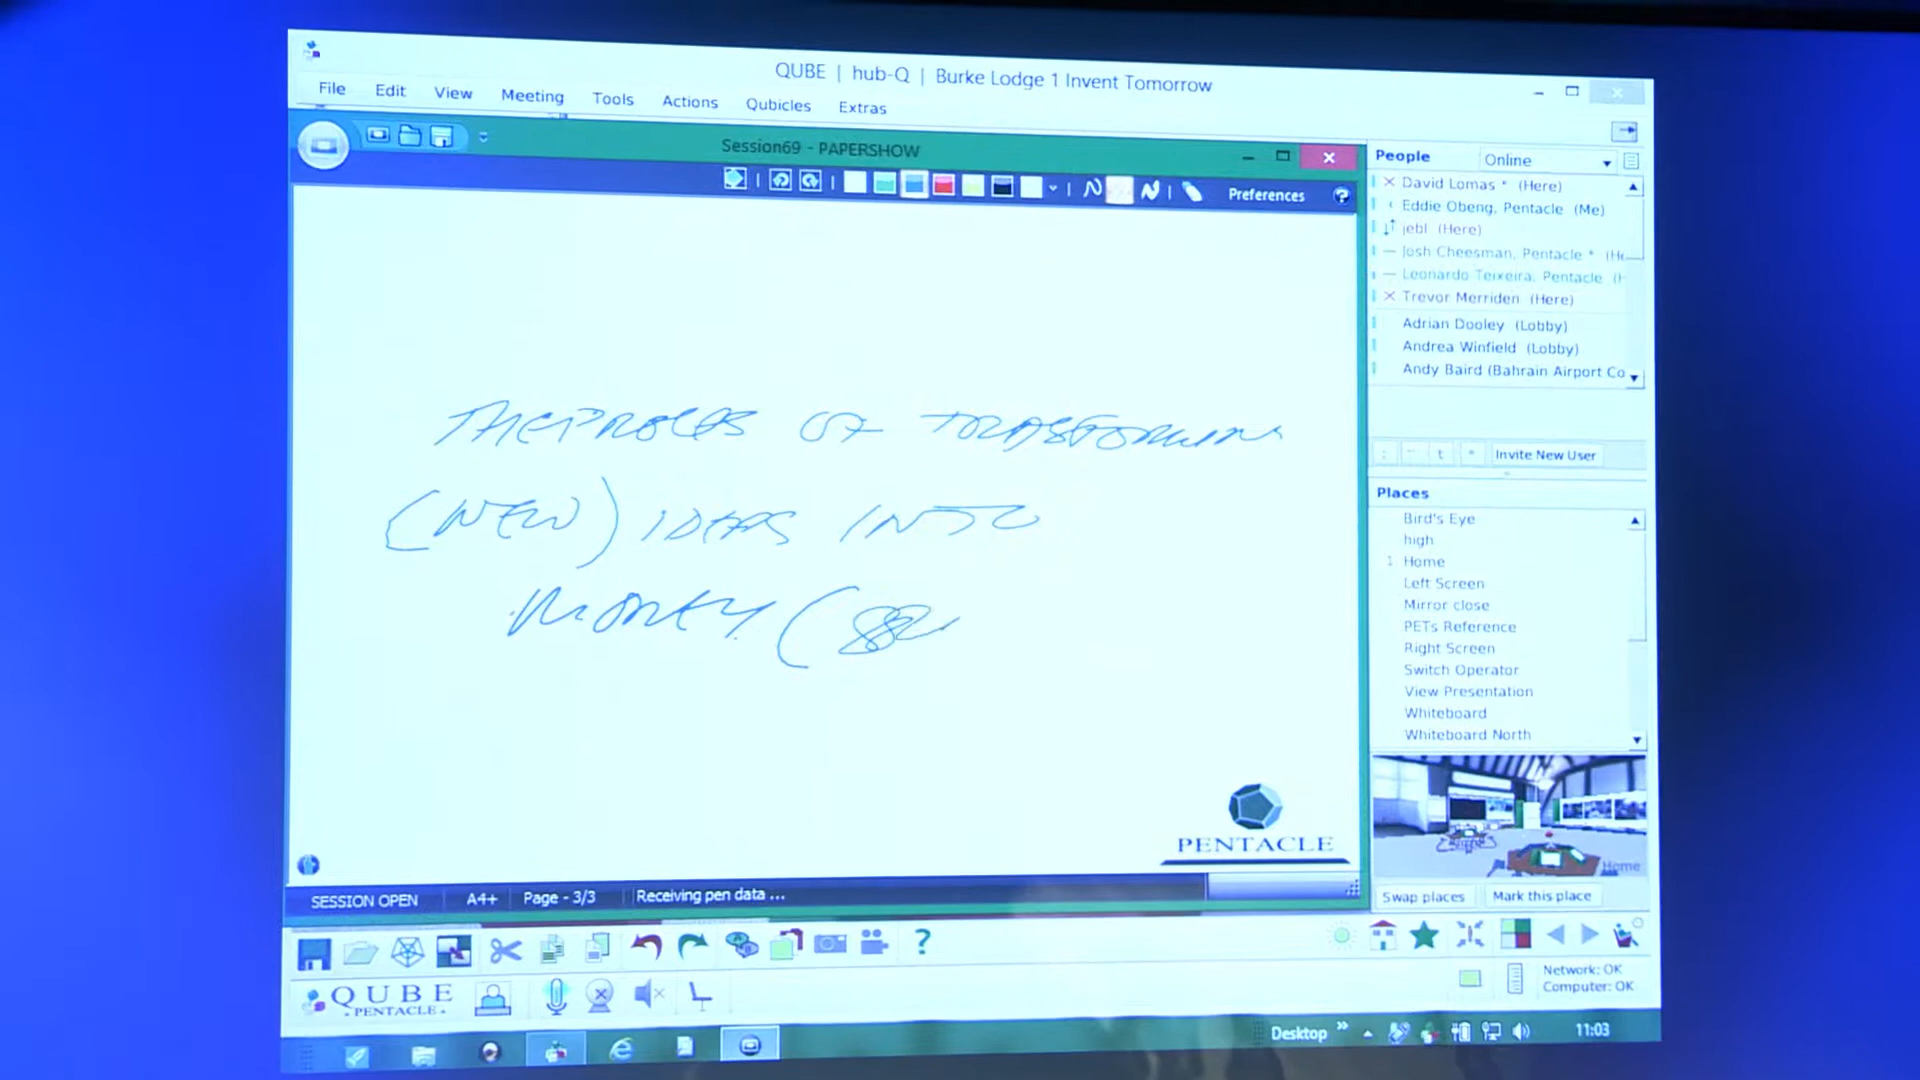 QUBE | hub-Q | Burke Lodge 1 Invent Tomorrow
File Edit View Meeting Tools Actions Qubicles Extras
Session69 - PAPERSHOW
Preferences
THE PROCESS OF TRANSFORMING
(NEW) IDEAS INTO
MONEY (
PENTACLE
SESSION OPEN A4+ Page - 3/3 Receiving pen data ...
People Online
David Lomas * (Here)
Eddie Obeng, Pentacle (Me)
jebl (Here)
Josh Cheesman, Pentacle * (He
Leonardo Teixeira, Pentacle (H
Trevor Merriden (Here)
Adrian Dooley (Lobby)
Andrea Winfield (Lobby)
Andy Baird (Bahrain Airport Co
Invite New User
Places
Bird's Eye
high
1 Home
Left Screen
Mirror close
PETs Reference
Right Screen
Switch Operator
View Presentation
Whiteboard
Whiteboard North
Home
Swap places Mark this place
Network: OK
Computer: OK
QUBE
PENTACLE
Desktop 11:03